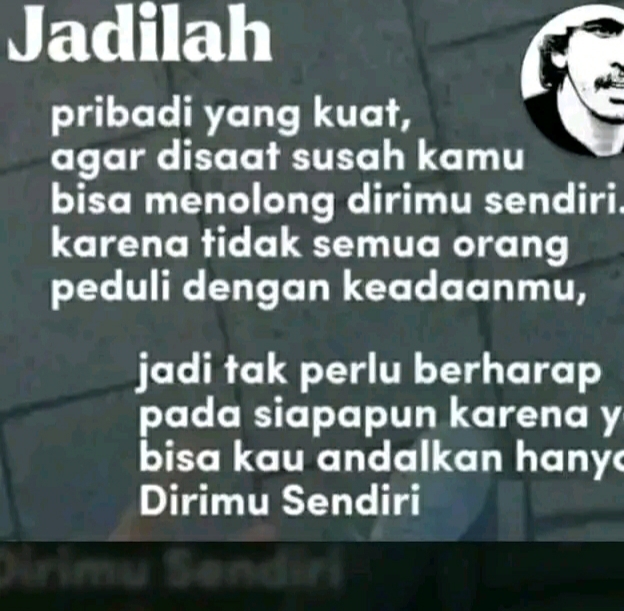 Jadilah
pribadi yang kuat,
agar disaat susah kamu
bisa menolong dirimu sendiri.
karena tidak semua orang
peduli dengan keadaanmu,
jadi tak perlu berharap
pada siapapun karena
bisa kau andalkan
Dirimu Sendiri
Dirimu Sendiri